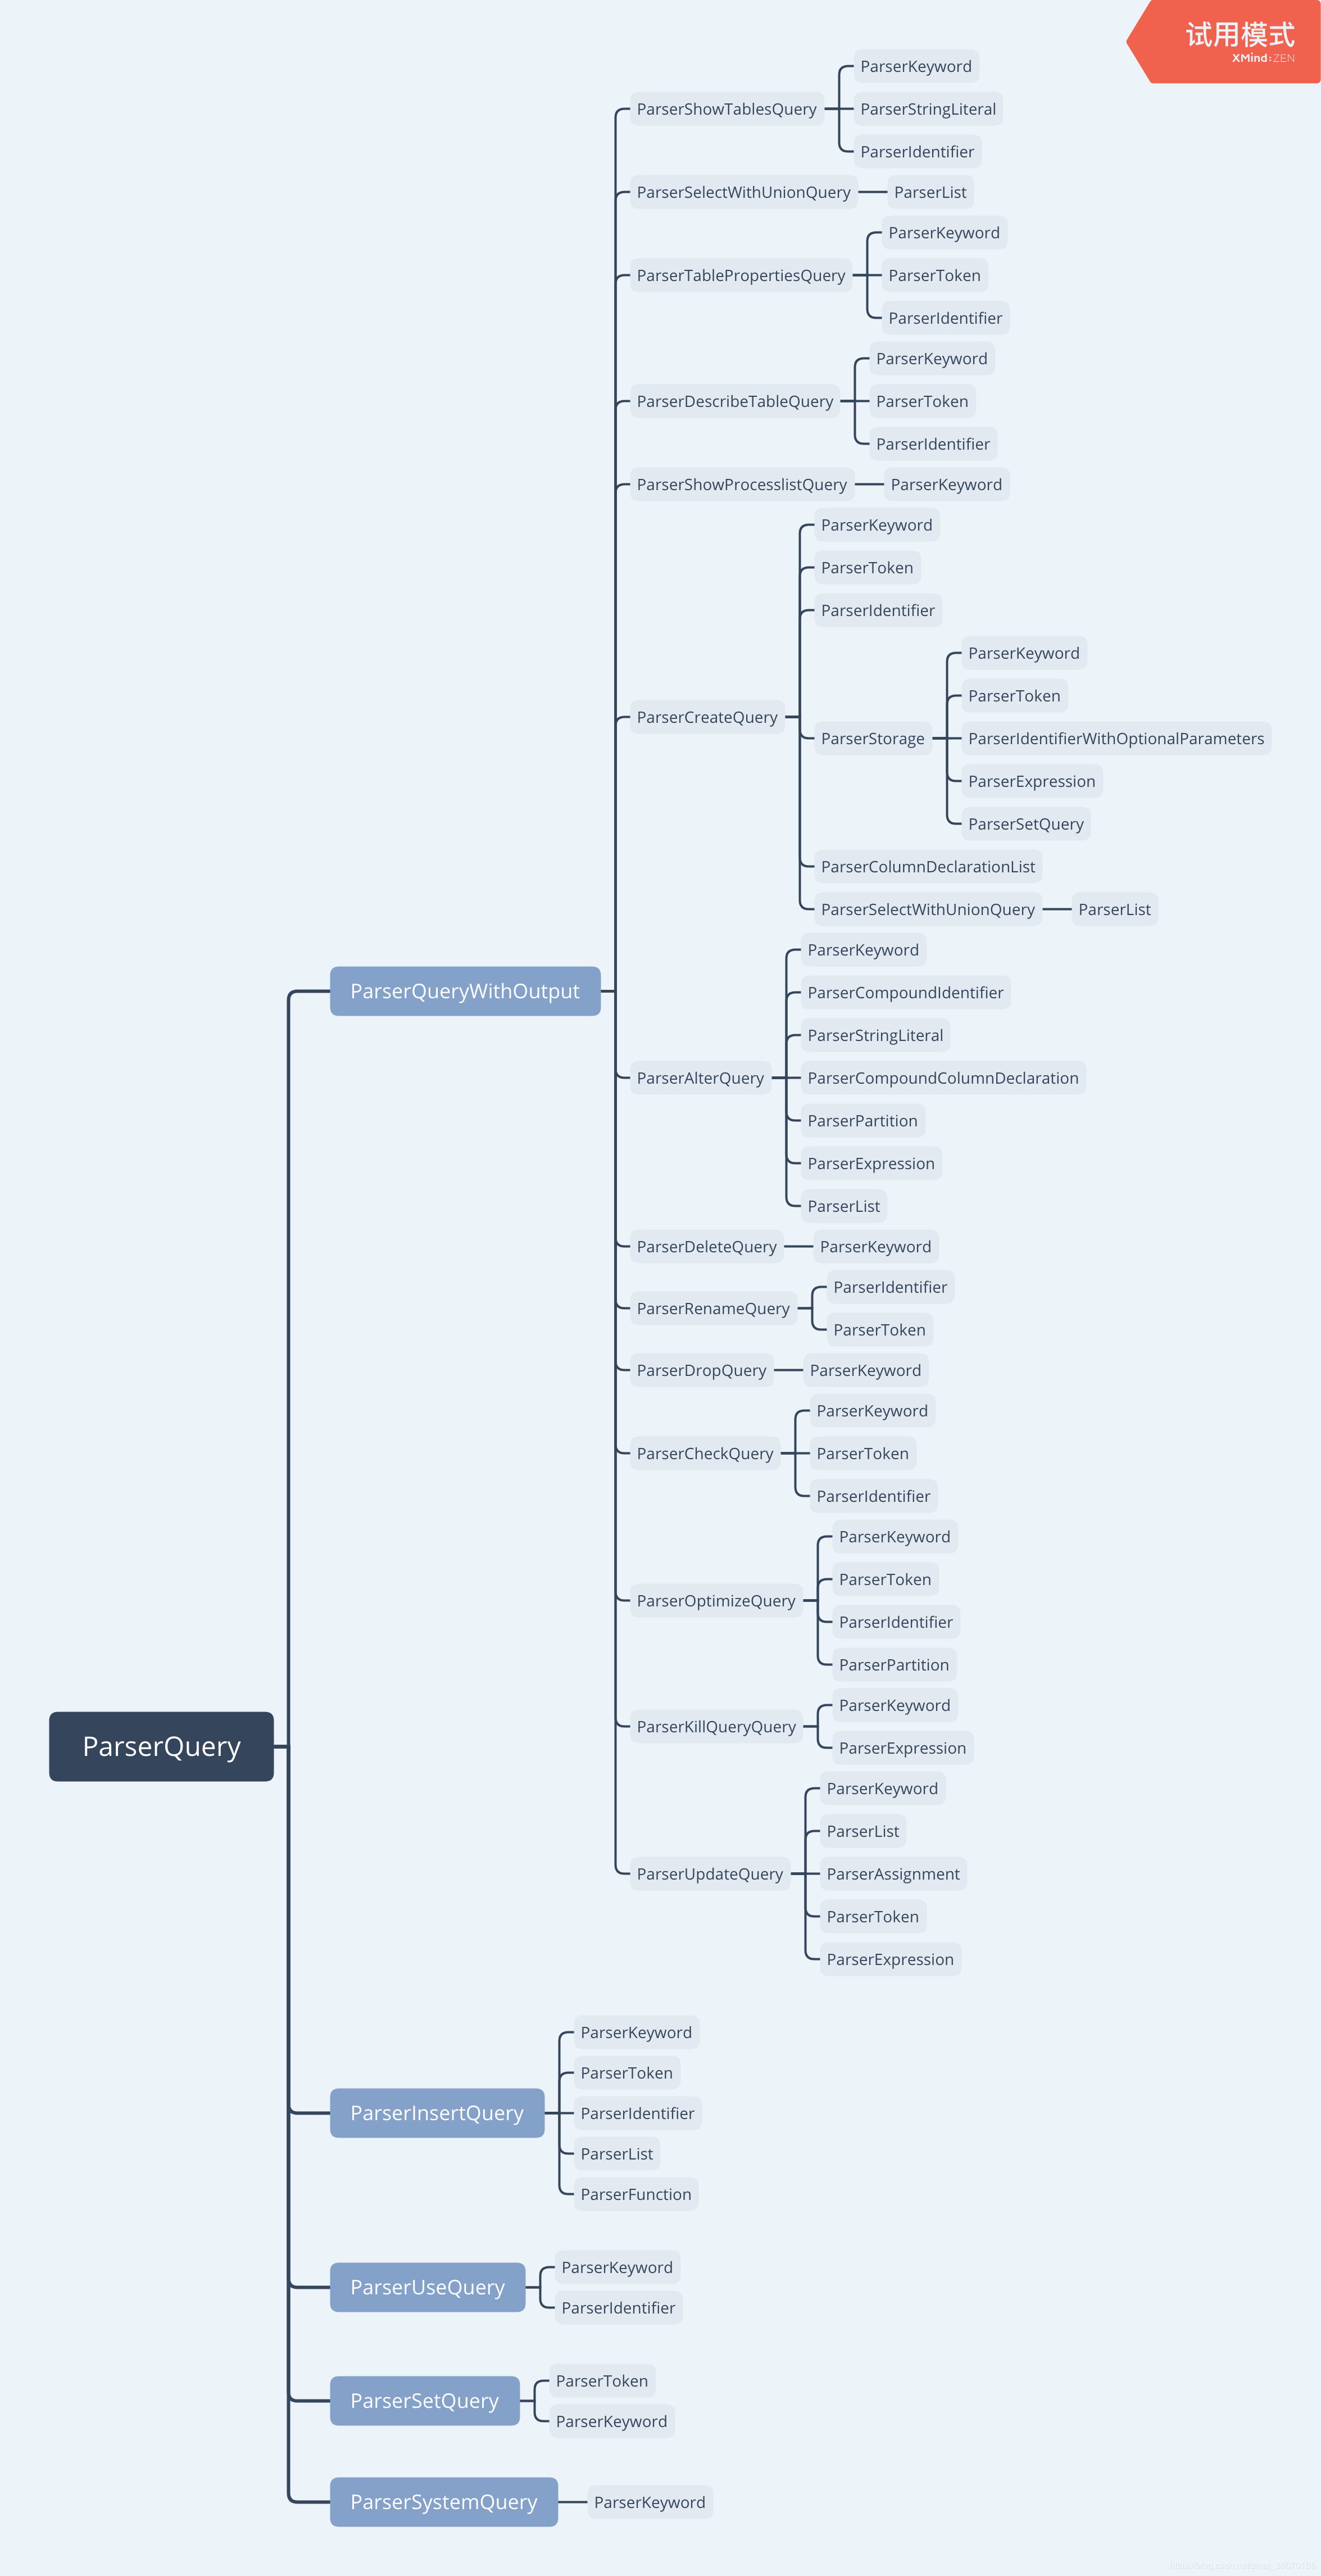 试用模式
XMind:ZEN
ParserQuery
ParserQueryWithOutput
ParserShowTablesQuery
ParserKeyword
ParserStringLiteral
ParserIdentifier
ParserSelectWithUnionQuery
ParserList
ParserTablePropertiesQuery
ParserKeyword
ParserToken
ParserIdentifier
ParserDescribeTableQuery
ParserKeyword
ParserToken
ParserIdentifier
ParserShowProcesslistQuery
ParserKeyword
ParserCreateQuery
ParserKeyword
ParserToken
ParserIdentifier
ParserStorage
ParserKeyword
ParserToken
ParserIdentifierWithOptionalParameters
ParserExpression
ParserSetQuery
ParserColumnDeclarationList
ParserSelectWithUnionQuery
ParserList
ParserAlterQuery
ParserKeyword
ParserCompoundIdentifier
ParserStringLiteral
ParserCompoundColumnDeclaration
ParserPartition
ParserExpression
ParserList
ParserDeleteQuery
ParserKeyword
ParserRenameQuery
ParserIdentifier
ParserToken
ParserDropQuery
ParserKeyword
ParserCheckQuery
ParserKeyword
ParserToken
ParserIdentifier
ParserOptimizeQuery
ParserKeyword
ParserToken
ParserIdentifier
ParserPartition
ParserKillQueryQuery
ParserKeyword
ParserExpression
ParserUpdateQuery
ParserKeyword
ParserList
ParserAssignment
ParserToken
ParserExpression
ParserInsertQuery
ParserKeyword
ParserToken
ParserIdentifier
ParserList
ParserFunction
ParserUseQuery
ParserKeyword
ParserIdentifier
ParserSetQuery
ParserToken
ParserKeyword
ParserSystemQuery
ParserKeyword